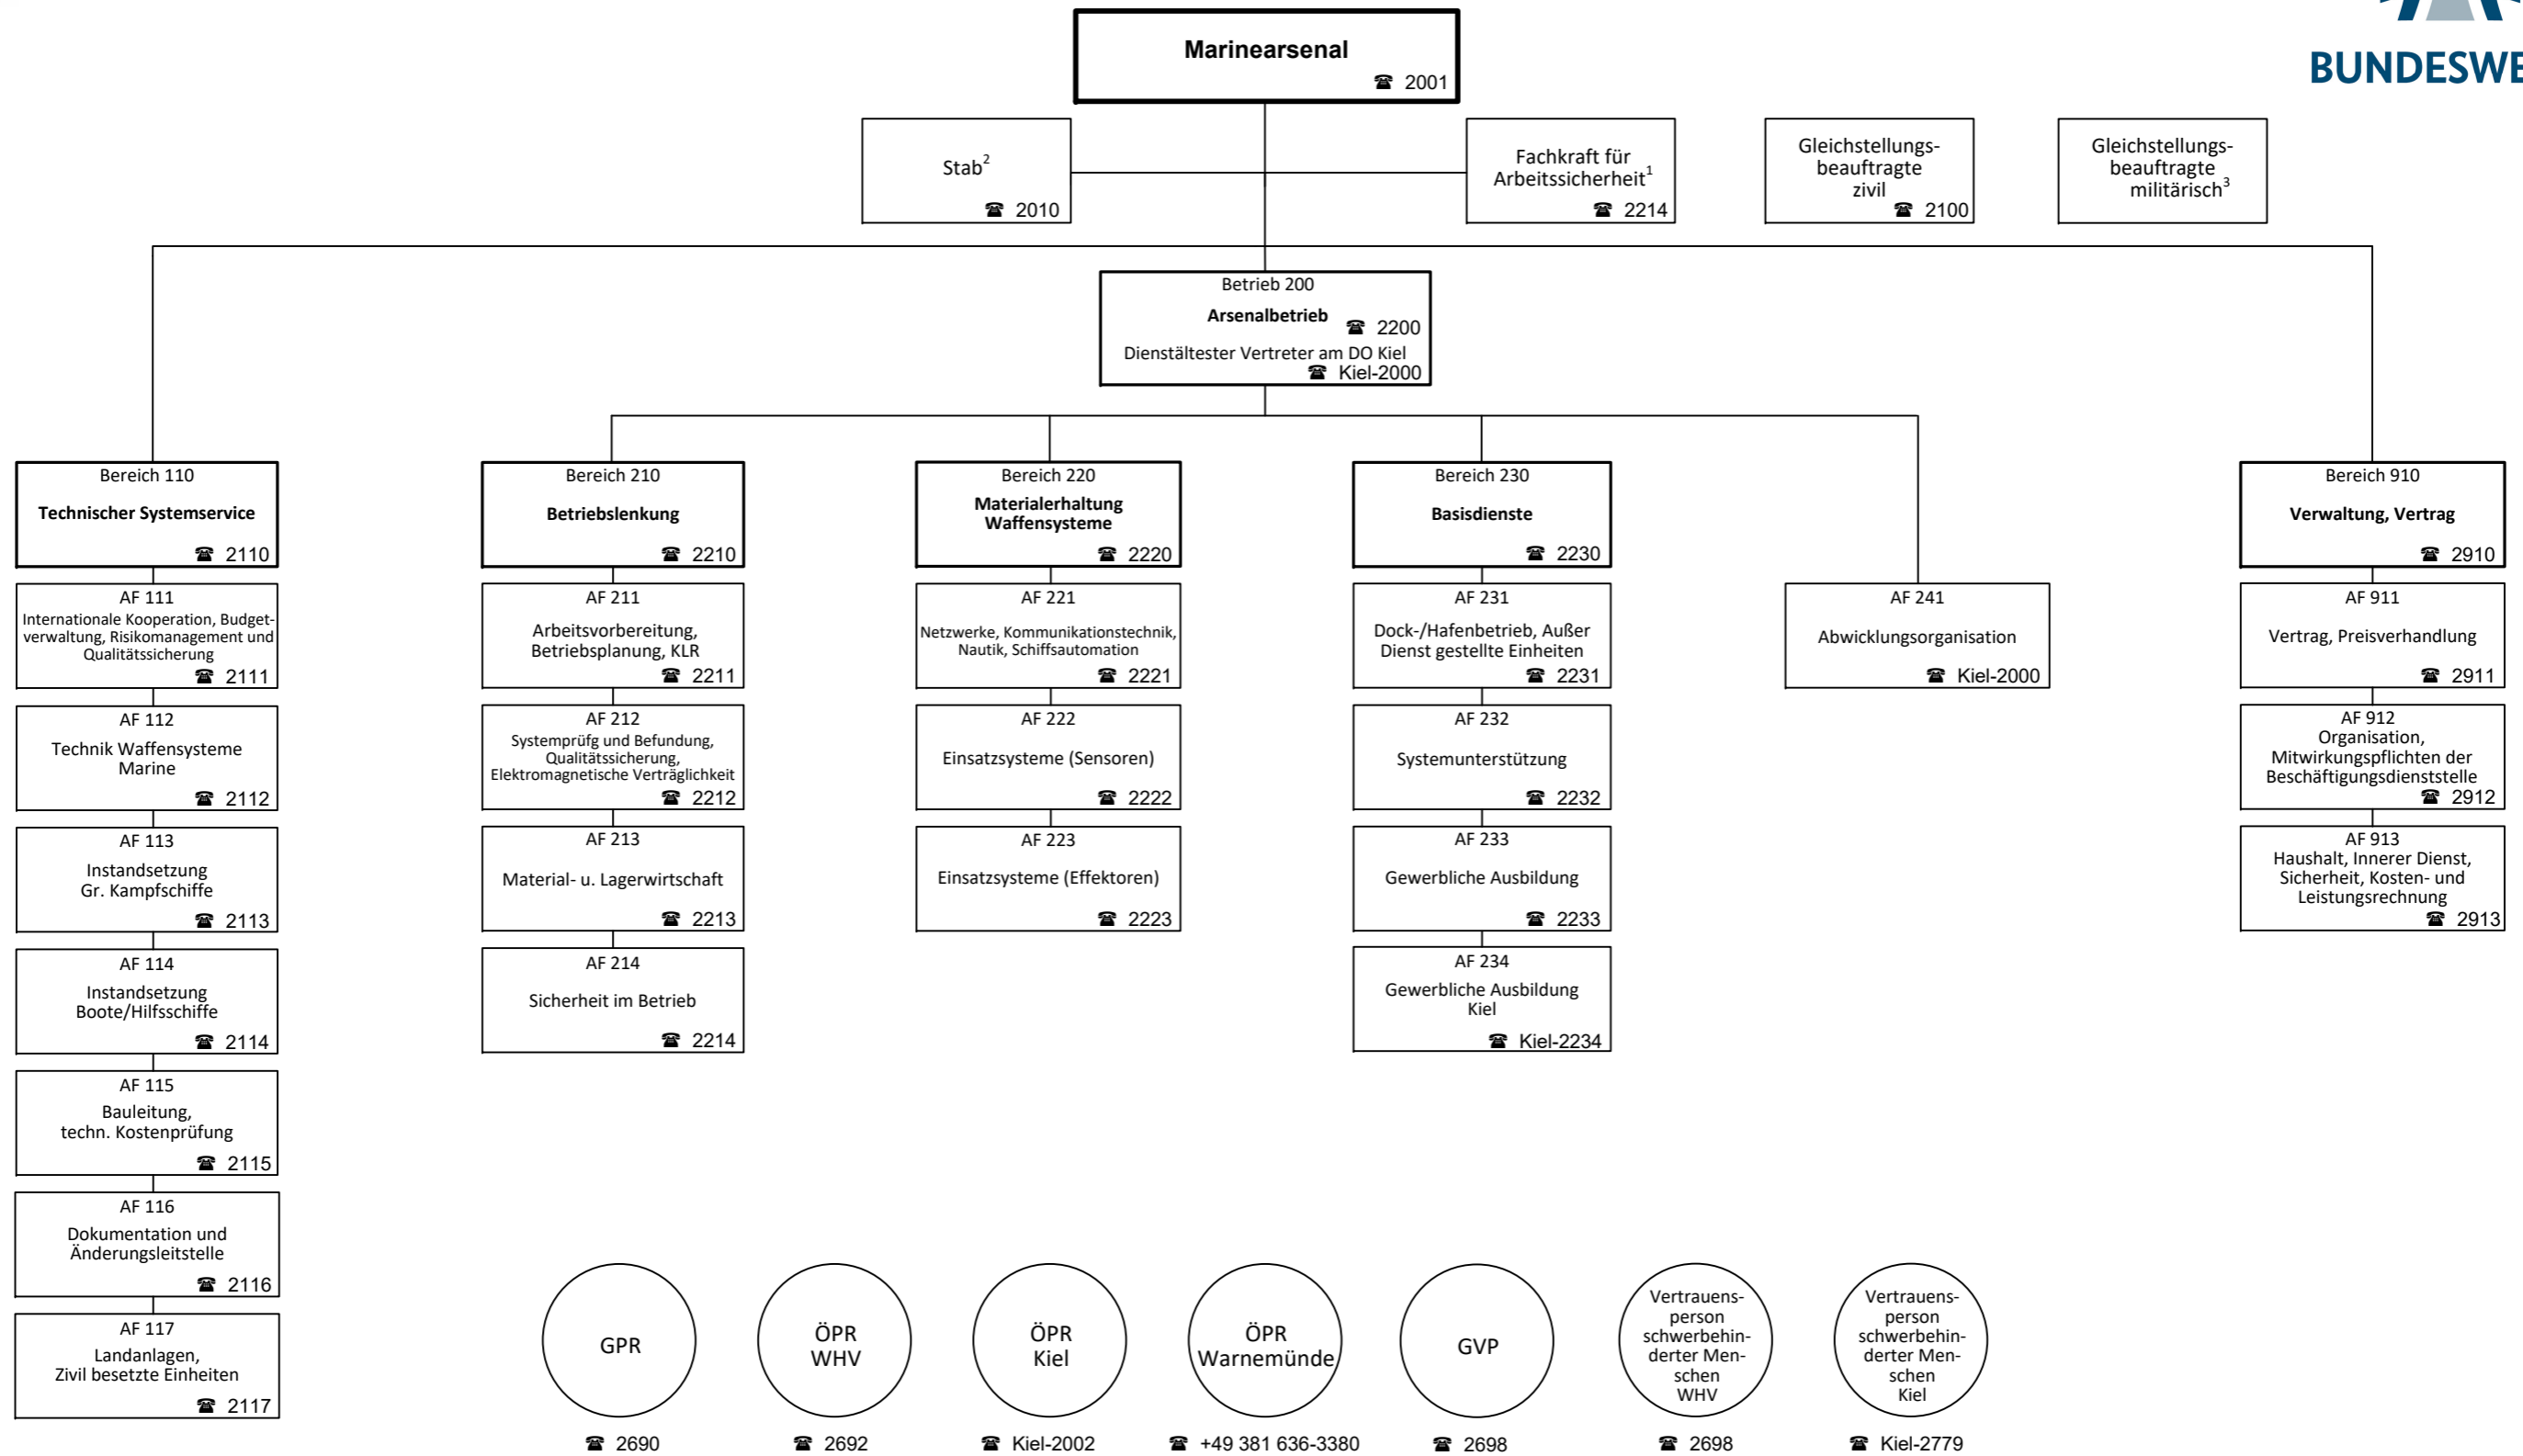 Marinearsenal
☎ 2001
BUNDESWE
Stab²
☎ 2010
Fachkraft für
Arbeitssicherheit¹
☎ 2214
Gleichstellungs-
beauftragte
zivil
☎ 2100
Gleichstellungs-
beauftragte
militärisch³
Betrieb 200
Arsenalbetrieb
☎ 2200
Dienstältester Vertreter am DO Kiel
☎ Kiel-2000
Bereich 110
Technischer Systemservice
☎ 2110
AF 111
Internationale Kooperation, Budget-
verwaltung, Risikomanagement und
Qualitätssicherung
☎ 2111
AF 112
Technik Waffensysteme
Marine
☎ 2112
AF 113
Instandsetzung
Gr. Kampfschiffe
☎ 2113
AF 114
Instandsetzung
Boote/Hilfsschiffe
☎ 2114
AF 115
Bauleitung,
techn. Kostenprüfung
☎ 2115
AF 116
Dokumentation und
Änderungsleitstelle
☎ 2116
AF 117
Landanlagen,
Zivil besetzte Einheiten
☎ 2117
Bereich 210
Betriebslenkung
☎ 2210
AF 211
Arbeitsvorbereitung,
Betriebsplanung, KLR
☎ 2211
AF 212
Systemprüfg und Befundung,
Qualitätssicherung,
Elektromagnetische Verträglichkeit
☎ 2212
AF 213
Material- u. Lagerwirtschaft
☎ 2213
AF 214
Sicherheit im Betrieb
☎ 2214
Bereich 220
Materialerhaltung
Waffensysteme
☎ 2220
AF 221
Netzwerke, Kommunikationstechnik,
Nautik, Schiffsautomation
☎ 2221
AF 222
Einsatzsysteme (Sensoren)
☎ 2222
AF 223
Einsatzsysteme (Effektoren)
☎ 2223
Bereich 230
Basisdienste
☎ 2230
AF 231
Dock-/Hafenbetrieb, Außer
Dienst gestellte Einheiten
☎ 2231
AF 232
Systemunterstützung
☎ 2232
AF 233
Gewerbliche Ausbildung
☎ 2233
AF 234
Gewerbliche Ausbildung
Kiel
☎ Kiel-2234
AF 241
Abwicklungsorganisation
☎ Kiel-2000
Bereich 910
Verwaltung, Vertrag
☎ 2910
AF 911
Vertrag, Preisverhandlung
☎ 2911
AF 912
Organisation,
Mitwirkungspflichten der
Beschäftigungsdienststelle
☎ 2912
AF 913
Haushalt, Innerer Dienst,
Sicherheit, Kosten- und
Leistungsrechnung
☎ 2913
GPR
☎ 2690
ÖPR
WHV
☎ 2692
ÖPR
Kiel
☎ Kiel-2002
ÖPR
Warnemünde
☎ +49 381 636-3380
GVP
☎ 2698
Vertrauens-
person
schwerbehin-
derter Men-
schen
WHV
☎ 2698
Vertrauens-
person
schwerbehin-
derter Men-
schen
Kiel
☎ Kiel-2779